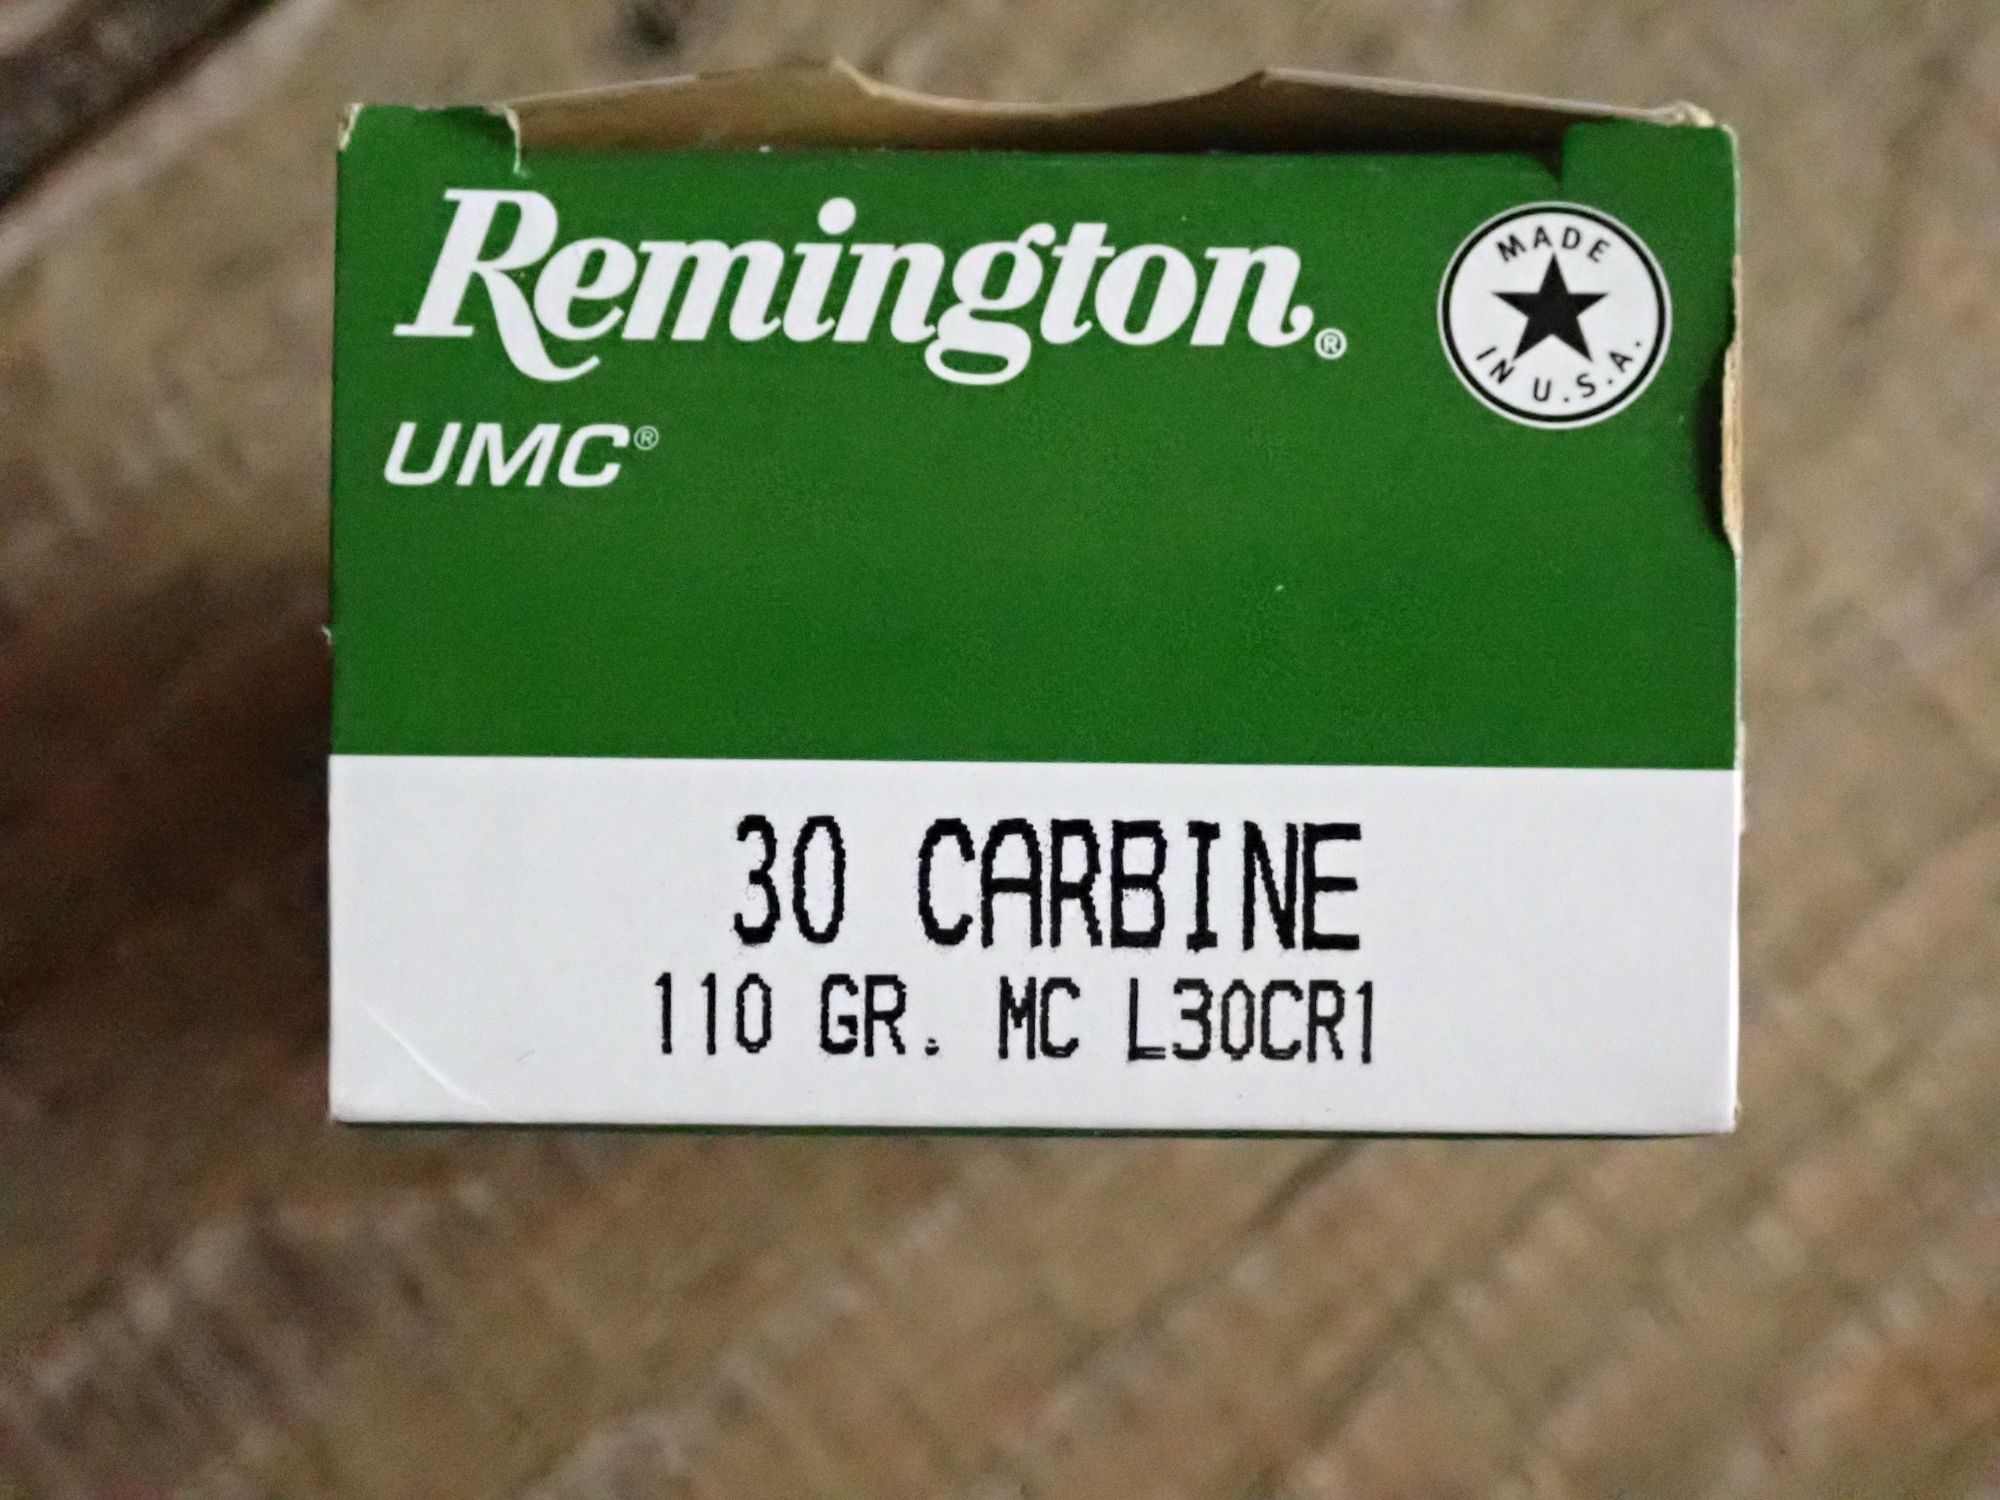 Remington®
MADE
IN U.S.A.
UMC®
30 CARBINE
110 GR. MC L30CR1